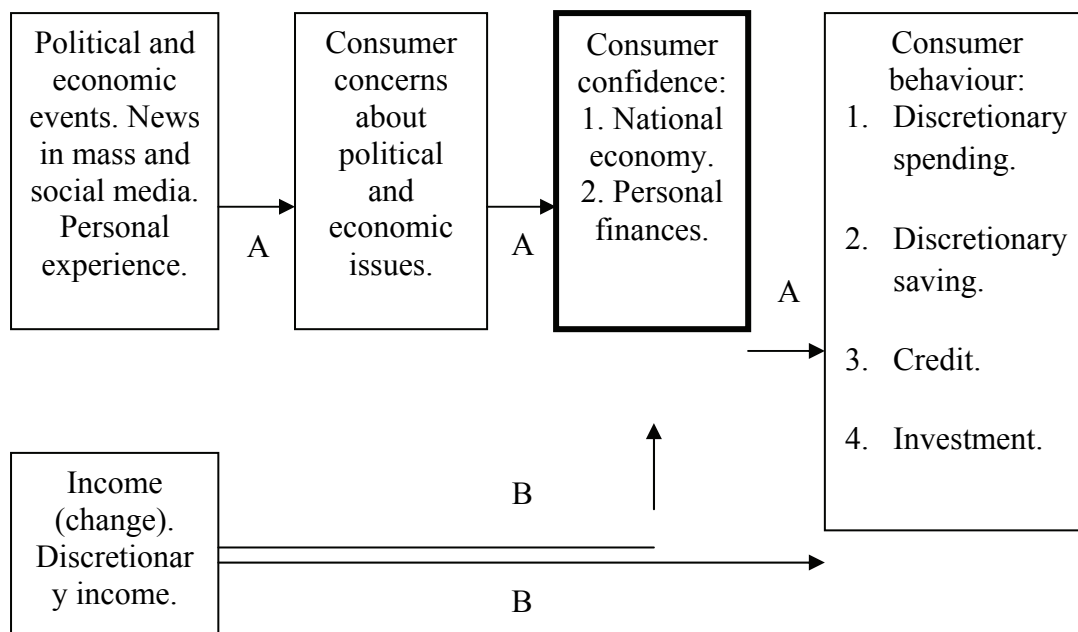 Political and
economic
events. News
in mass and
social media.
Personal
experience.
A
Consumer
concerns
about
political
and
economic
issues.
A
Consumer
confidence:
1. National
economy.
2. Personal
finances.
A
Consumer
behaviour:
1. Discretionary
spending.
2. Discretionary
saving.
3. Credit.
4. Investment.
Income
(change).
Discretionar
y income.
B
B